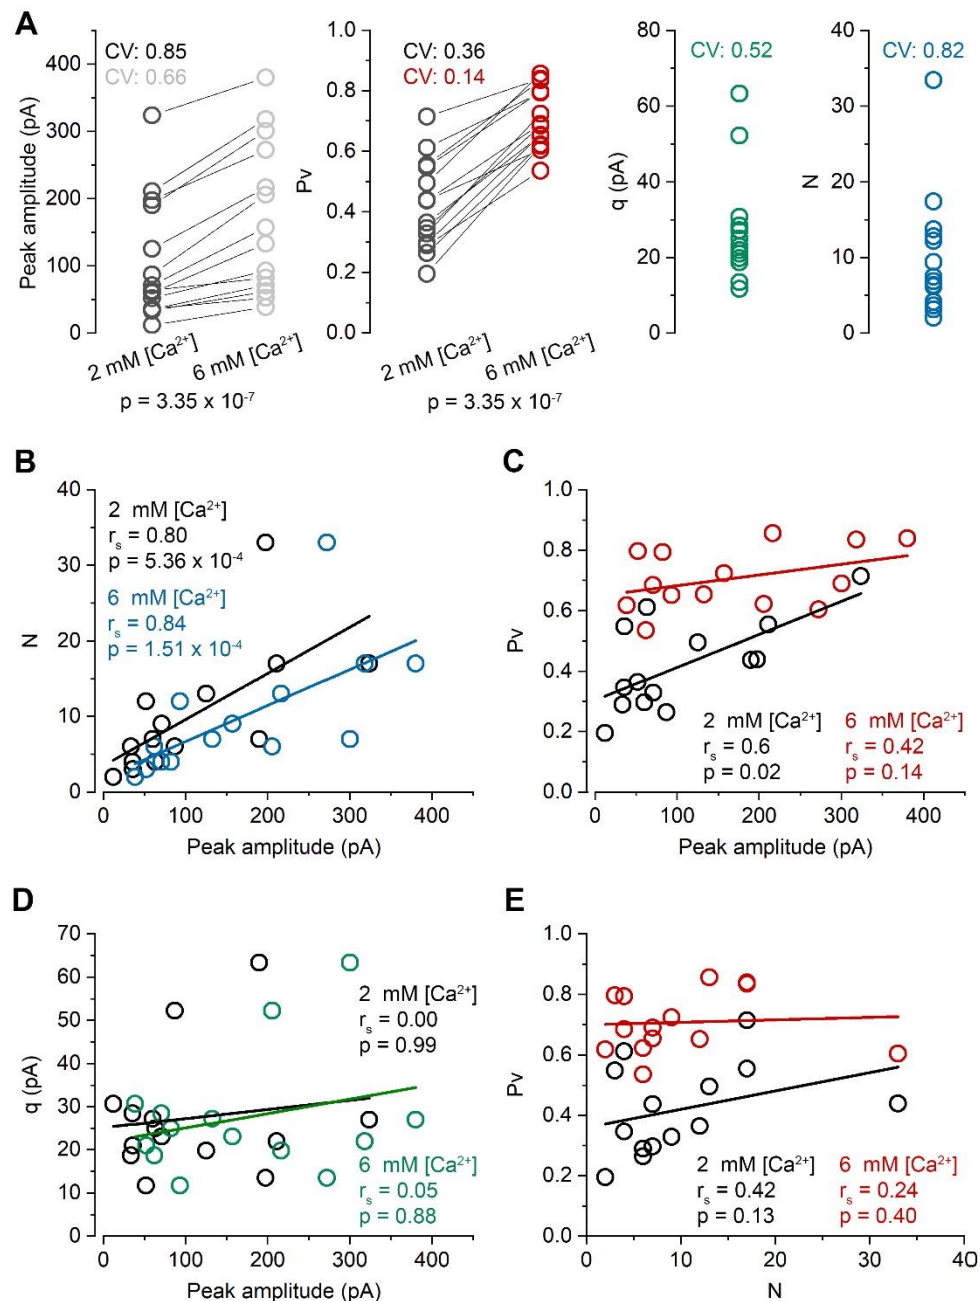 A
CV: 0.85
CV: 0.66
Peak amplitude (pA)
400
300
200
100
0
2 mM [Ca²⁺]
6 mM [Ca²⁺]
p = 3.35 x 10⁻⁷
CV: 0.36
CV: 0.14
Pv
1.0
0.8
0.6
0.4
0.2
0.0
2 mM [Ca²⁺]
6 mM [Ca²⁺]
p = 3.35 x 10⁻⁷
CV: 0.52
q (pA)
80
60
40
20
0
CV: 0.82
N
40
30
20
10
0
B
N
40
30
20
10
0
2 mM [Ca²⁺]
rₛ = 0.80
p = 5.36 x 10⁻⁴
6 mM [Ca²⁺]
rₛ = 0.84
p = 1.51 x 10⁻⁴
0 100 200 300 400
Peak amplitude (pA)
C
Pv
1.0
0.8
0.6
0.4
0.2
0.0
2 mM [Ca²⁺]
rₛ = 0.6
p = 0.02
6 mM [Ca²⁺]
rₛ = 0.42
p = 0.14
0 100 200 300 400
Peak amplitude (pA)
D
q (pA)
70
60
50
40
30
20
10
0
2 mM [Ca²⁺]
rₛ = 0.00
p = 0.99
6 mM [Ca²⁺]
rₛ = 0.05
p = 0.88
0 100 200 300 400
Peak amplitude (pA)
E
Pv
1.0
0.8
0.6
0.4
0.2
0.0
2 mM [Ca²⁺]
rₛ = 0.42
p = 0.13
6 mM [Ca²⁺]
rₛ = 0.24
p = 0.40
0 10 20 30 40
N